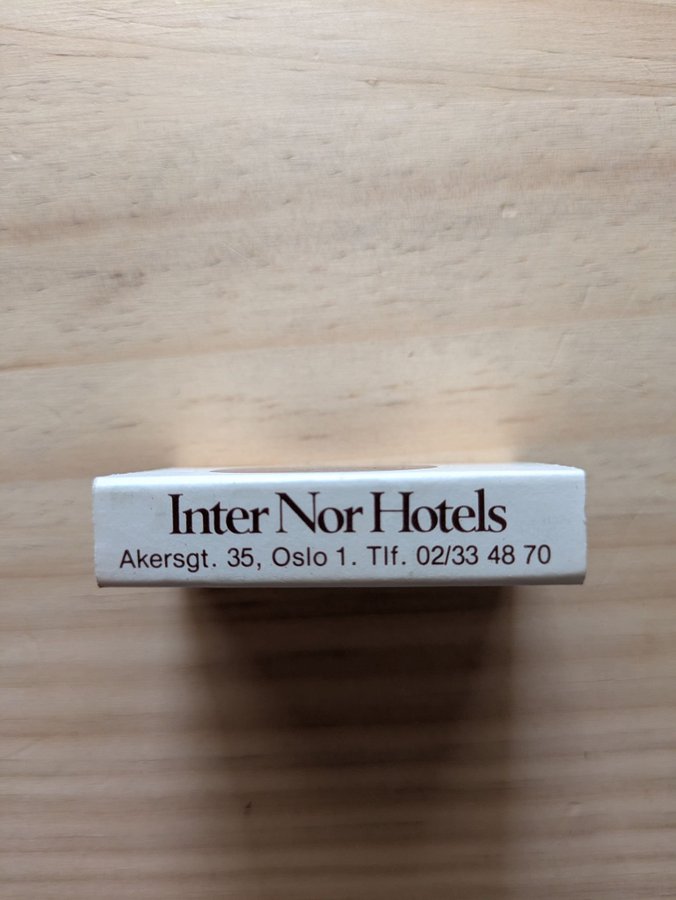 Inter Nor Hotels
Akersgt. 35, Oslo 1. Tlf. 02/33 48 70